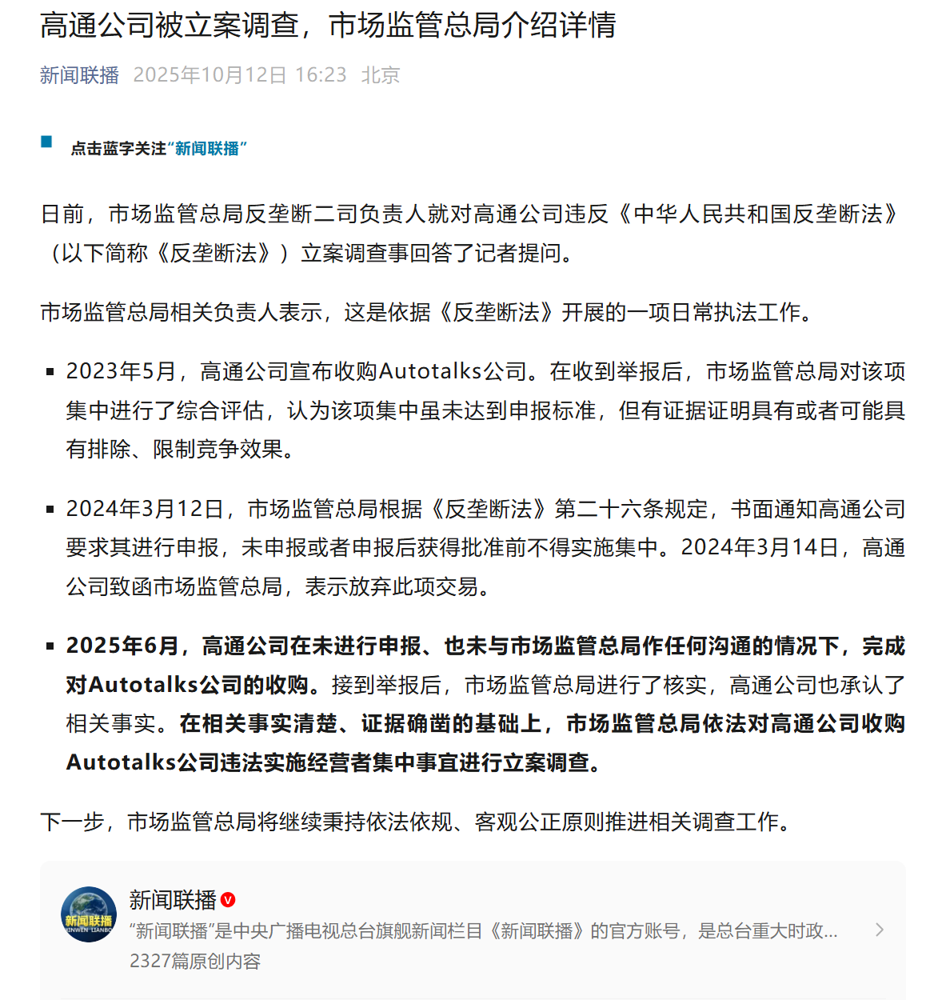 高通公司被立案调查，市场监管总局介绍详情
新闻联播 2025年10月12日 16:23 北京
点击蓝字关注“新闻联播”
日前，市场监管总局反垄断二司负责人就对高通公司违反《中华人民共和国反垄断法》
（以下简称《反垄断法》）立案调查事回答了记者提问。
市场监管总局相关负责人表示，这是依据《反垄断法》开展的一项日常执法工作。
2023年5月，高通公司宣布收购Autotalks公司。在收到举报后，市场监管总局对该项
集中进行了综合评估，认为该项集中虽未达到申报标准，但有证据证明具有或者可能具
有排除、限制竞争效果。
2024年3月12日，市场监管总局根据《反垄断法》第二十六条规定，书面通知高通公司
要求其进行申报，未申报或者申报后获得批准前不得实施集中。2024年3月14日，高通
公司致函市场监管总局，表示放弃此项交易。
2025年6月，高通公司在未进行申报、也未与市场监管总局作任何沟通的情况下，完成
对Autotalks公司的收购。接到举报后，市场监管总局进行了核实，高通公司也承认了
相关事实。在相关事实清楚、证据确凿的基础上，市场监管总局依法对高通公司收购
Autotalks公司违法实施经营者集中事宜进行立案调查。
下一步，市场监管总局将继续秉持依法依规、客观公正原则推进相关调查工作。
新闻联播
XINWEN LIANBO
新闻联播 V
“新闻联播”是中央广播电视总台旗舰新闻栏目《新闻联播》的官方账号，是总台重大时政...
2327篇原创内容